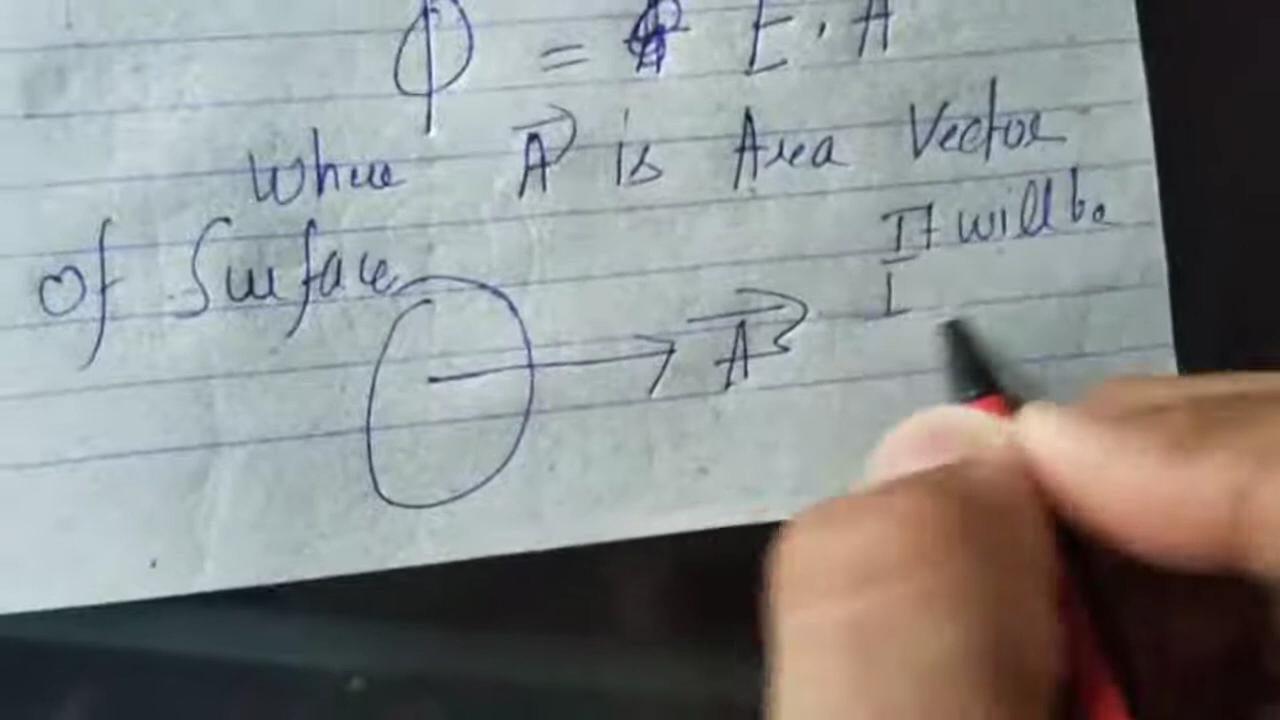 ϕ = E . A
Where A⃗ is Area Vector
of Surface
It will be
⊥
A⃗